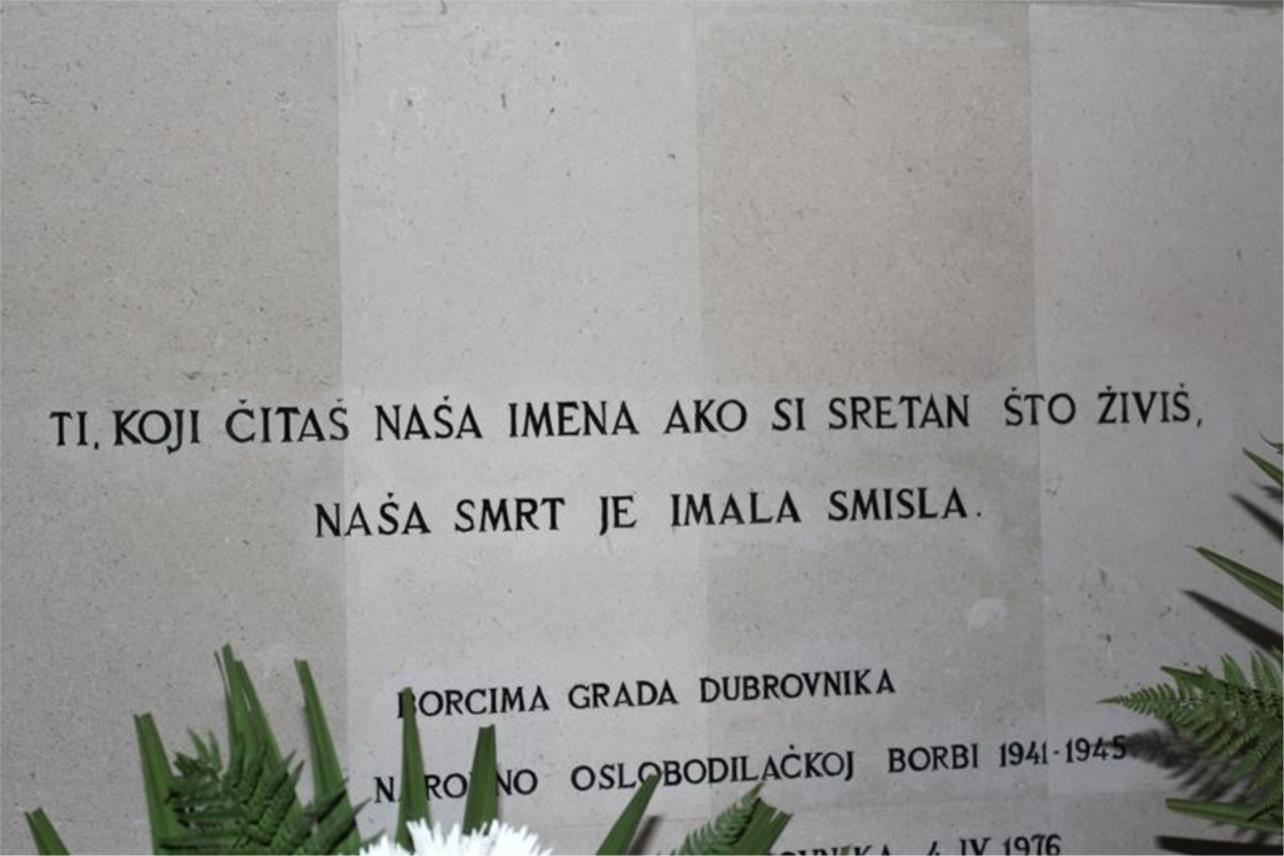 TI, KOJI ČITAŠ NAŠA IMENA AKO SI SRETAN ŠTO ŽIVIŠ,
NAŠA SMRT JE IMALA SMISLA.
BORCIMA GRADA DUBROVNIKA
NARODNO OSLOBODILAČKOJ BORBI 1941-1945
4 IV 1976